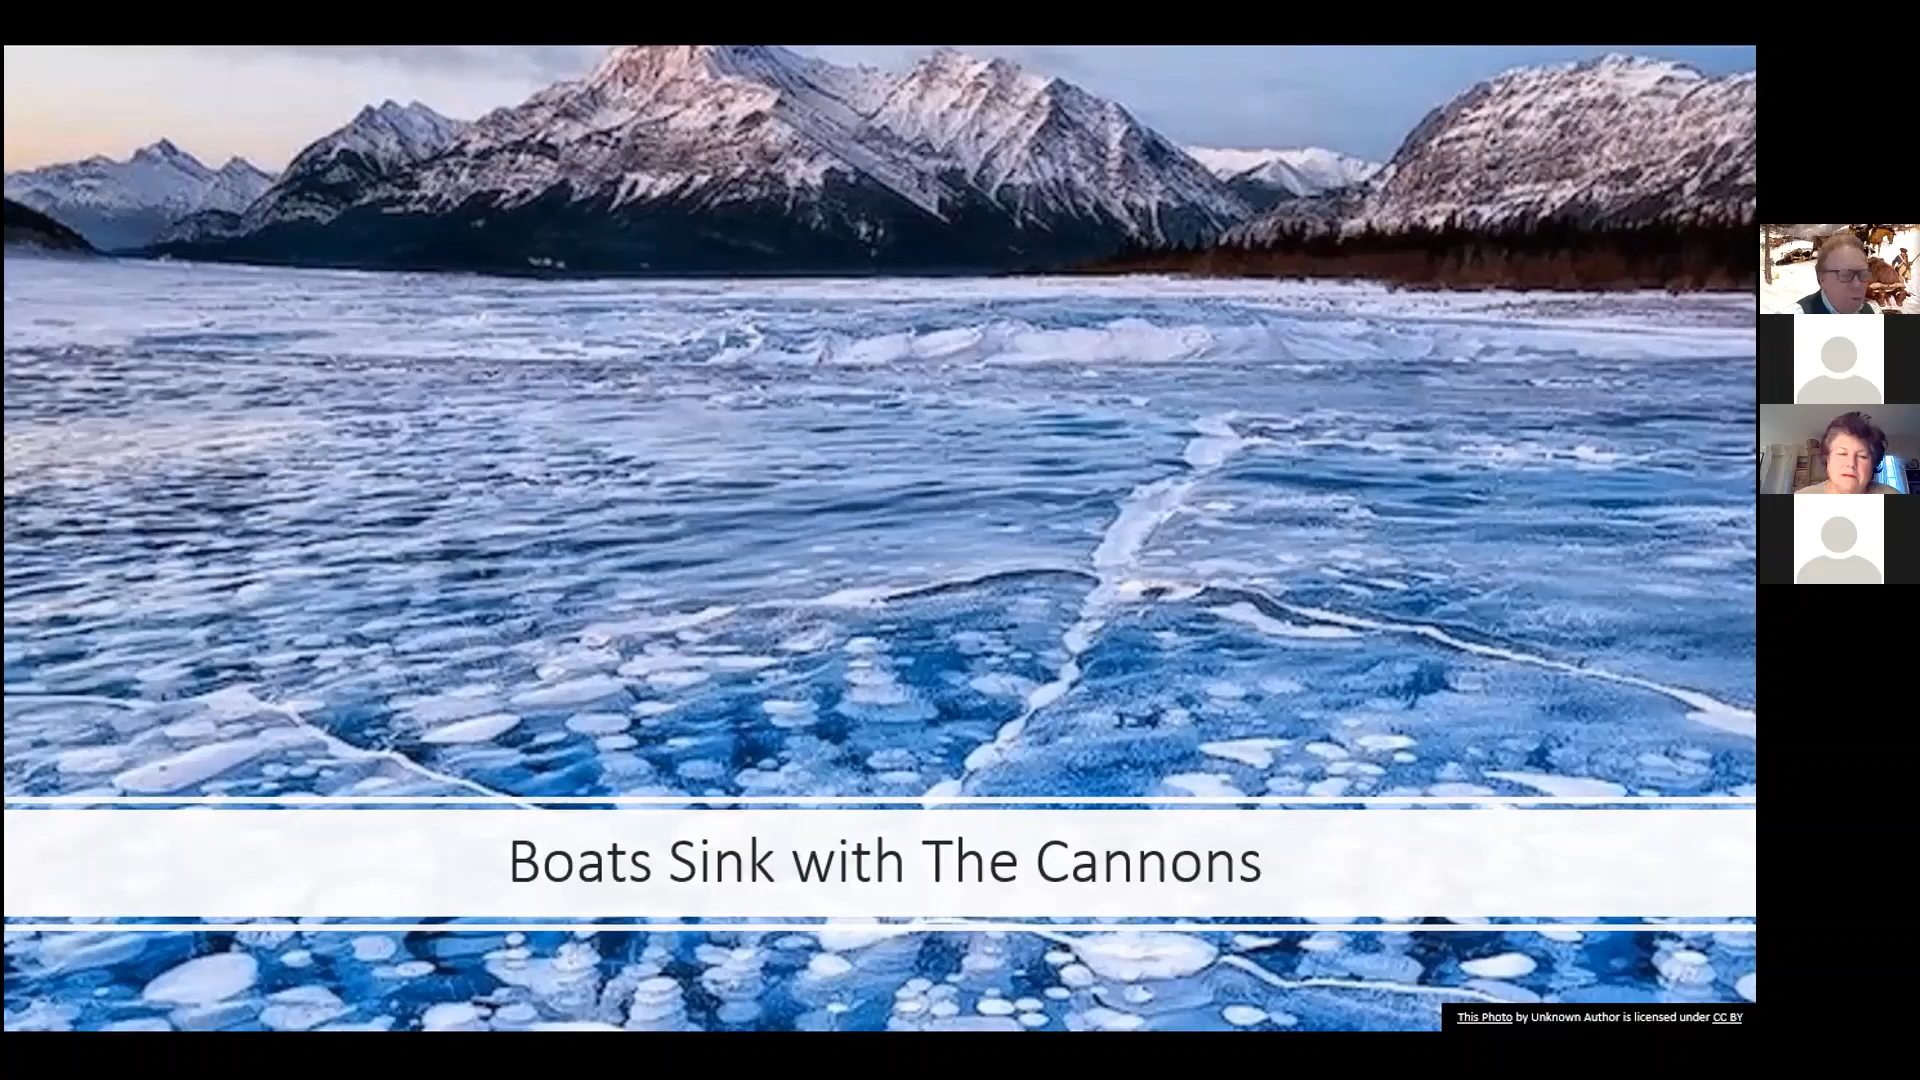 Boats Sink with The Cannons
This Photo by Unknown Author is licensed under CC BY